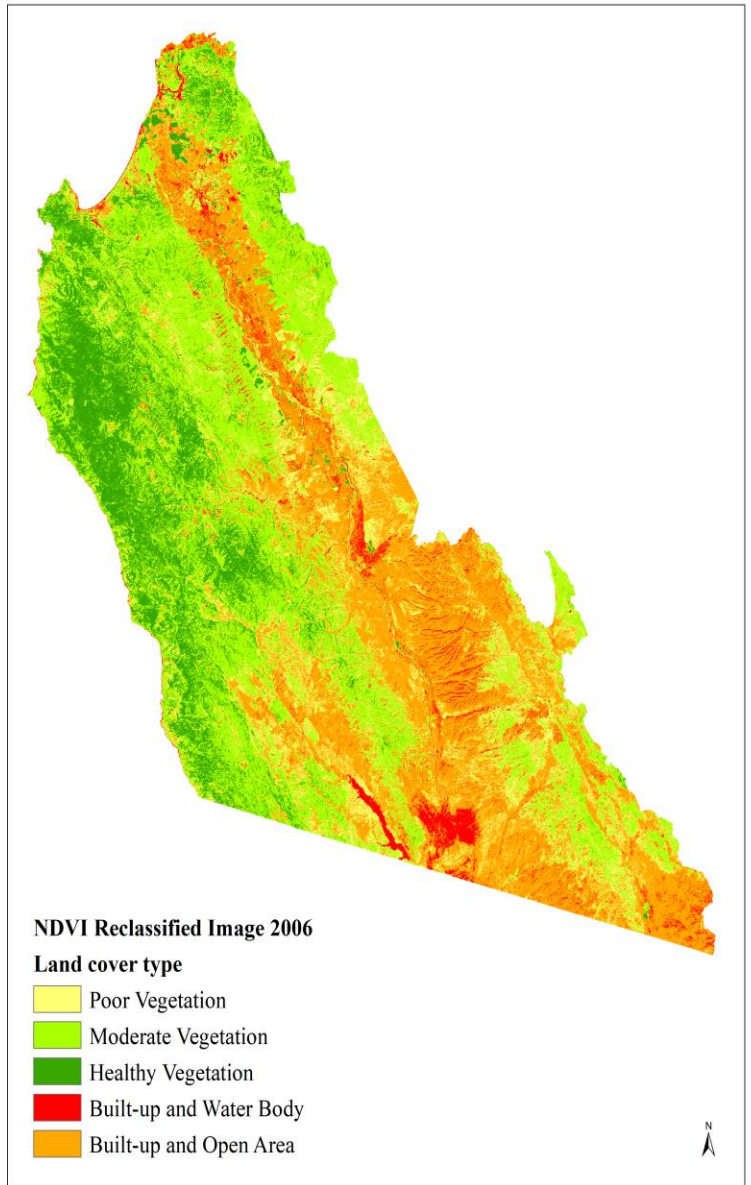 NDVI Reclassified Image 2006
Land cover type
Poor Vegetation
Moderate Vegetation
Healthy Vegetation
Built-up and Water Body
Built-up and Open Area
N